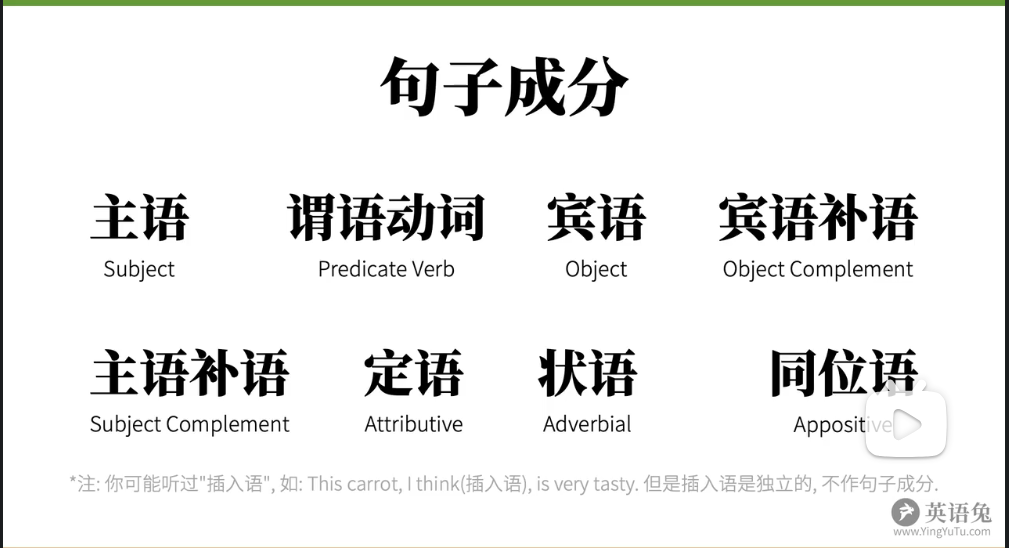 句子成分
主语 谓语动词 宾语 宾语补语
Subject Predicate Verb Object Object Complement
主语补语 定语 状语 同位语
Subject Complement Attributive Adverbial Appositive
*注: 你可能听过"插入语", 如: This carrot, I think(插入语), is very tasty. 但是插入语是独立的, 不作句子成分.
英语兔
www.YingYuTu.com